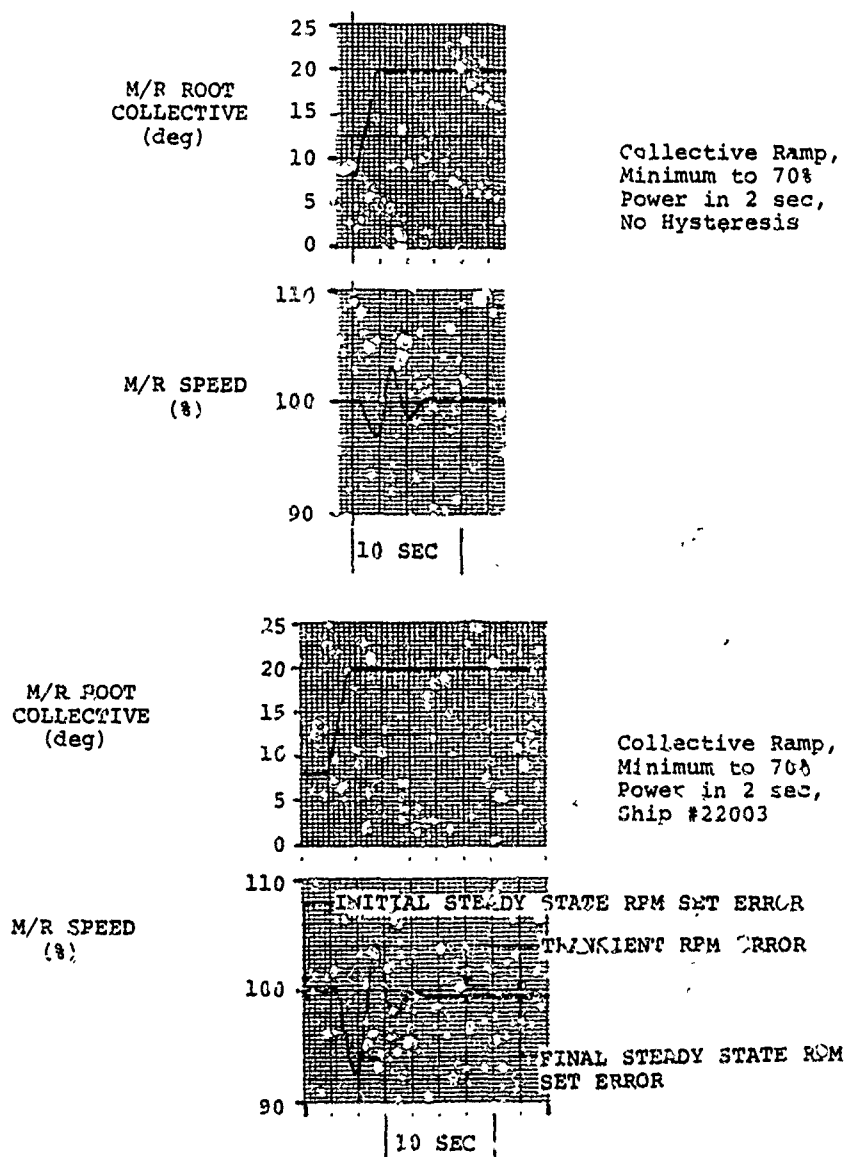 M/R ROOT
COLLECTIVE
(deg)
25
20
15
10
5
0
Collective Ramp,
Minimum to 70%
Power in 2 sec,
No Hysteresis
M/R SPEED
(%)
110
100
90
10 SEC
M/R ROOT
COLLECTIVE
(deg)
25
20
15
10
5
0
Collective Ramp,
Minimum to 70%
Power in 2 sec,
Ship #22003
M/R SPEED
(%)
110
100
90
INITIAL STEADY STATE RPM SET ERROR
TRANSIENT RPM ERROR
FINAL STEADY STATE RPM
SET ERROR
10 SEC